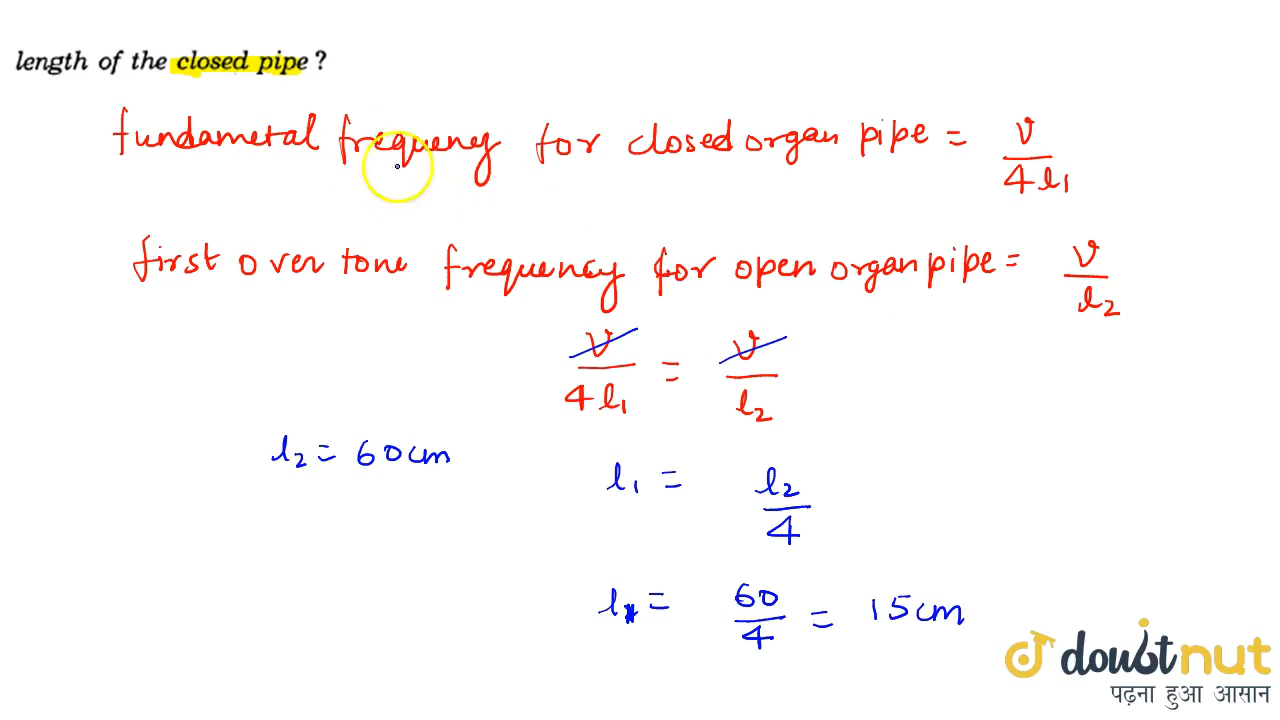 length of the closed pipe ?
fundametal frequency for closed organ pipe = v/4l₁
first over tone frequency for open organ pipe = v/l₂
v/4l₁ = v/l₂
l₂ = 60cm
l₁ = l₂/4
l₁ = 60/4 = 15cm
doubtnut
पढ़ना हुआ आसान